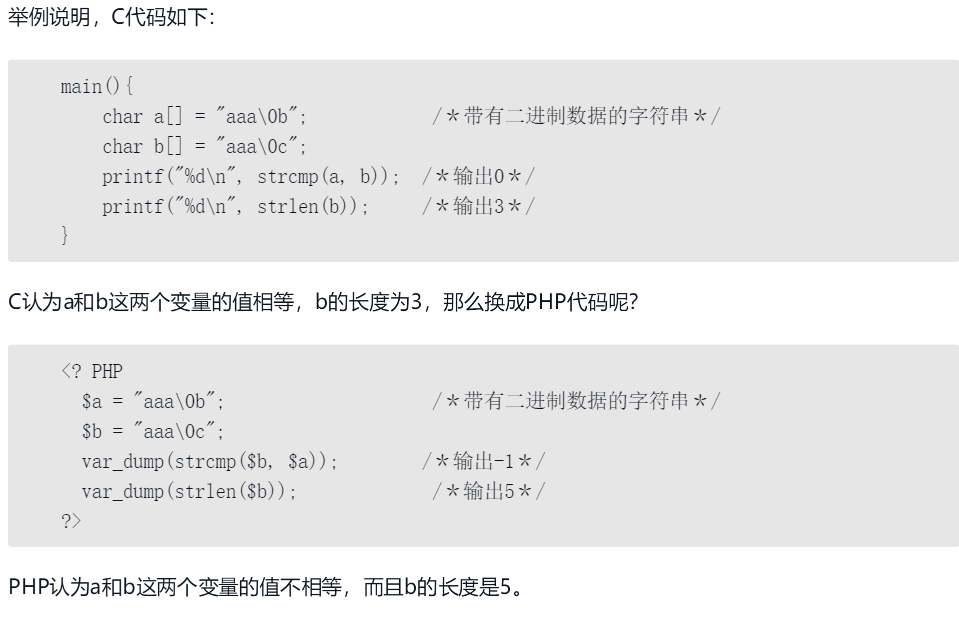 举例说明，C代码如下：
main(){
char a[] = "aaa\0b"; /＊带有二进制数据的字符串＊/
char b[] = "aaa\0c";
printf("%d\n", strcmp(a, b)); /＊输出0＊/
printf("%d\n", strlen(b)); /＊输出3＊/
}
C认为a和b这两个变量的值相等，b的长度为3，那么换成PHP代码呢？
<? PHP
$a = "aaa\0b"; /＊带有二进制数据的字符串＊/
$b = "aaa\0c";
var_dump(strcmp($b, $a)); /＊输出-1＊/
var_dump(strlen($b)); /＊输出5＊/
?>
PHP认为a和b这两个变量的值不相等，而且b的长度是5。